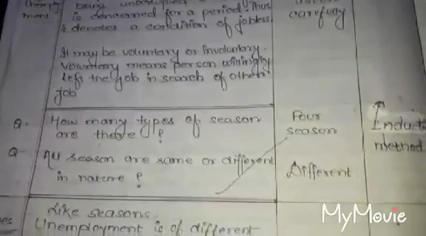 being
is concerned for a period. Thus
it denotes a condition of jobless.
carefully
It may be voluntary or involuntary.
Voluntary means person willingly
left the job in search of other
job
Q. How many types of season
are there ?
Four
season
Q- All season are same or different
in nature ?
Different
method
Like seasons.
Unemployment is of different
MyMovie